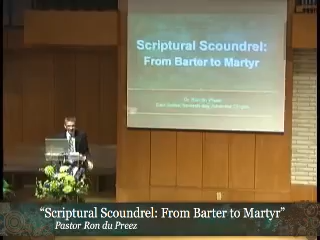 Scriptural Scoundrel:
From Barter to Martyr
“Scriptural Scoundrel: From Barter to Martyr”
Pastor Ron du Preez